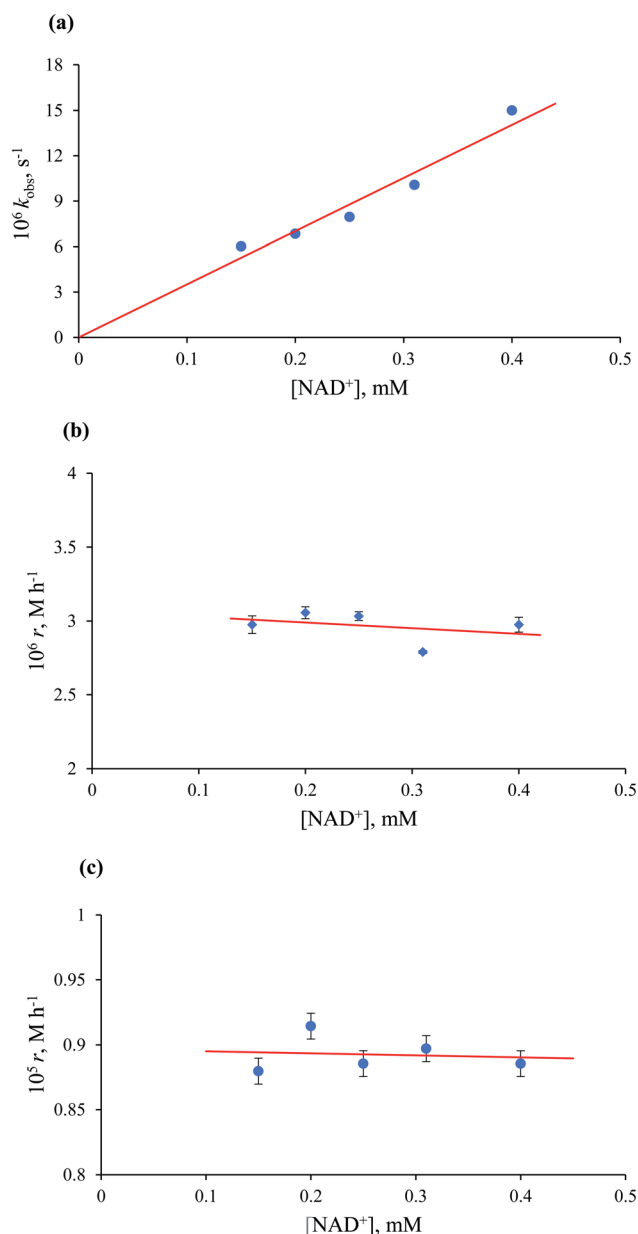 (a)
18
15
12
9
6
3
0
10⁶ k_obs, s⁻¹
0 0.1 0.2 0.3 0.4 0.5
[NAD⁺], mM
(b)
4
3.5
3
2.5
2
10⁶ r, M h⁻¹
0 0.1 0.2 0.3 0.4 0.5
[NAD⁺], mM
(c)
1
0.95
0.9
0.85
0.8
10⁵ r, M h⁻¹
0 0.1 0.2 0.3 0.4 0.5
[NAD⁺], mM